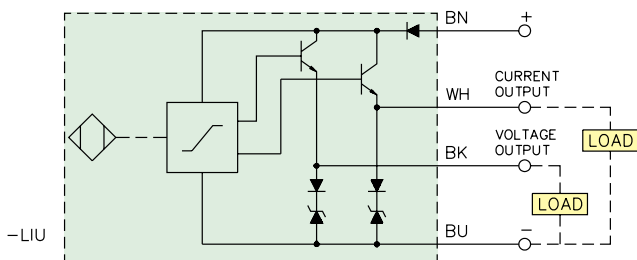 BN +
CURRENT
OUTPUT
WH
LOAD
VOLTAGE
OUTPUT
BK
LOAD
-LIU
BU -